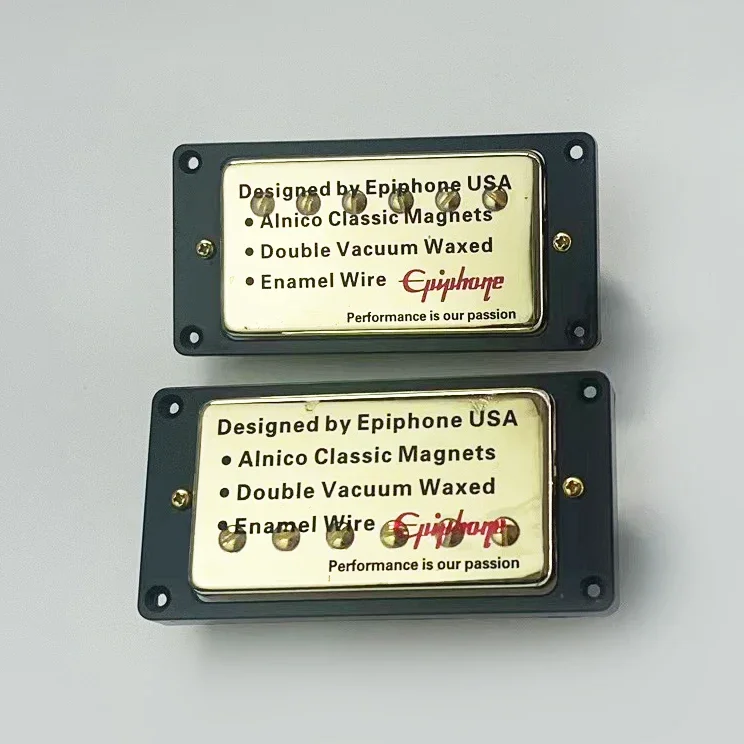 Designed by Epiphone USA
• Alnico Classic Magnets
• Double Vacuum Waxed
• Enamel Wire Epiphone
Performance is our passion
Designed by Epiphone USA
• Alnico Classic Magnets
• Double Vacuum Waxed
• Enamel Wire Epiphone
Performance is our passion